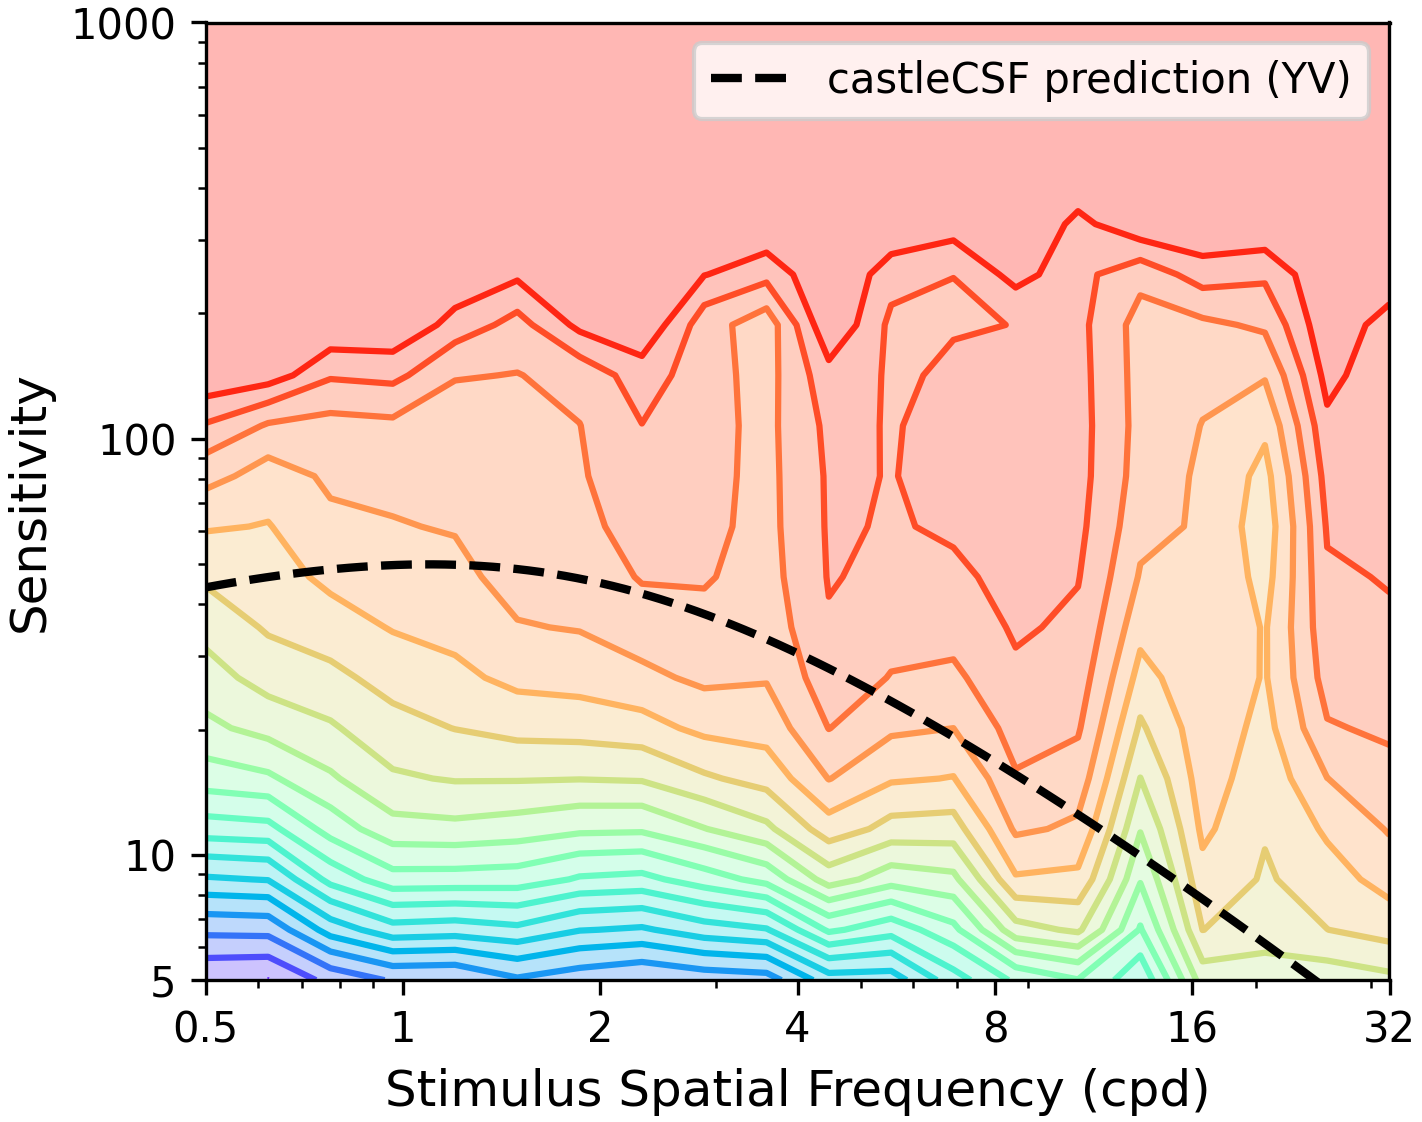 1000
100
10
5
Sensitivity
castleCSF prediction (YV)
0.5 1 2 4 8 16 32
Stimulus Spatial Frequency (cpd)